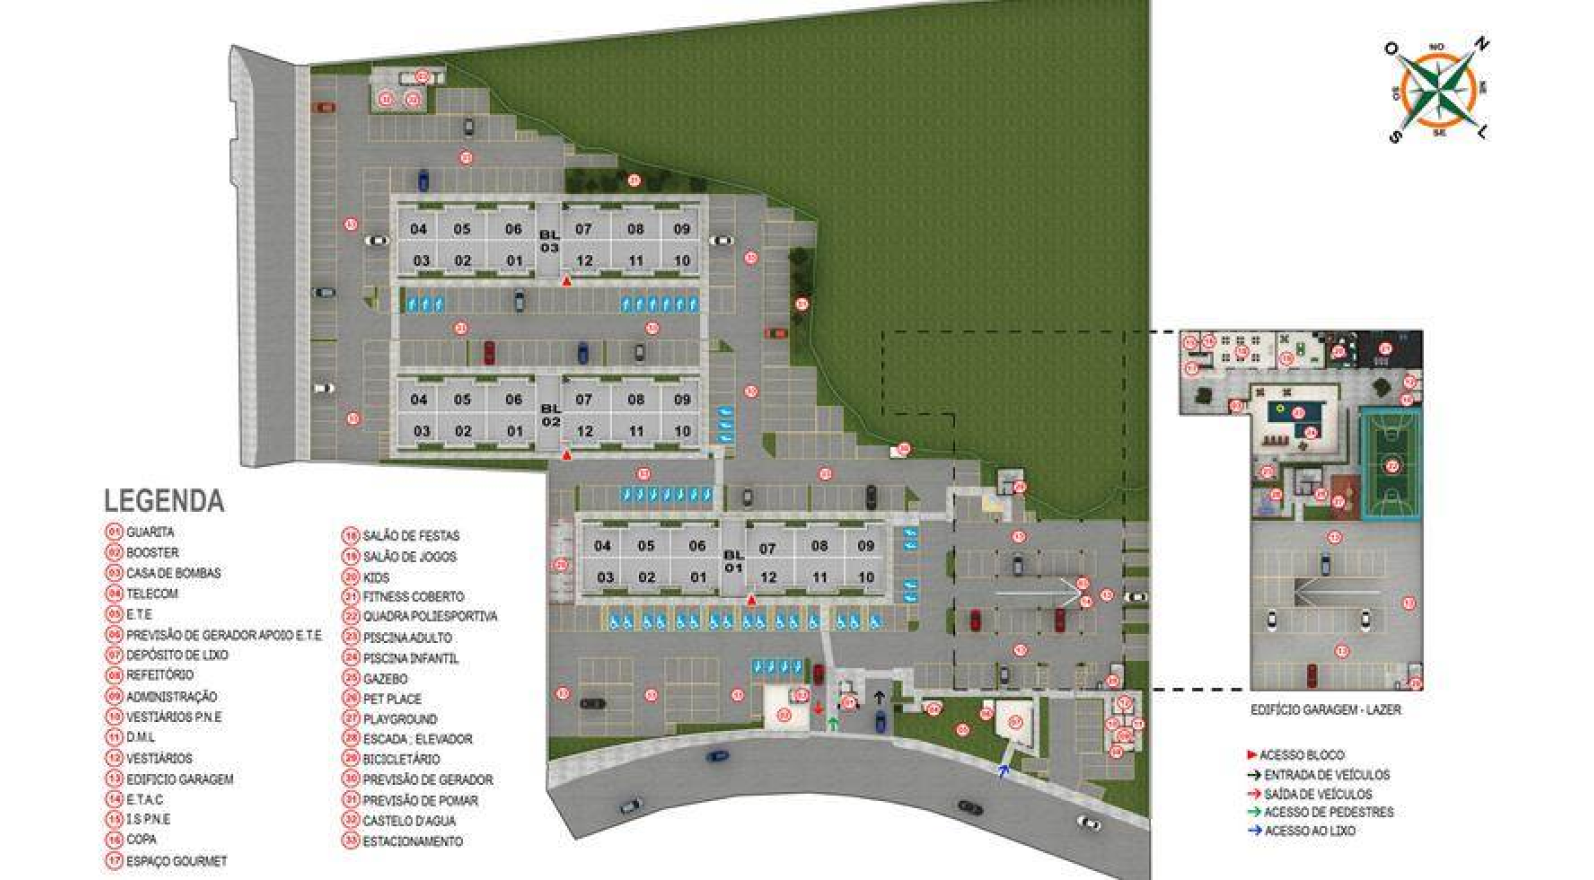 NO
O N
SO NE
S L
SE
04 05 06 07 08 09
BL
03
03 02 01 12 11 10
04 05 06 07 08 09
BL
02
03 02 01 12 11 10
04 05 06 07 08 09
BL
01
03 02 01 12 11 10
LEGENDA
01 GUARITA
02 BOOSTER
03 CASA DE BOMBAS
04 TELECOM
05 E.T.E
06 PREVISÃO DE GERADOR APOIO E.T.E
07 DEPÓSITO DE LIXO
08 REFEITÓRIO
09 ADMINISTRAÇÃO
10 VESTIÁRIOS P.N.E
11 D.M.L
12 VESTIÁRIOS
13 EDIFICIO GARAGEM
14 E.T.A.C
15 I.S P.N.E
16 COPA
17 ESPAÇO GOURMET
18 SALÃO DE FESTAS
19 SALÃO DE JOGOS
20 KIDS
21 FITNESS COBERTO
22 QUADRA POLIESPORTIVA
23 PISCINA ADULTO
24 PISCINA INFANTIL
25 GAZEBO
26 PET PLACE
27 PLAYGROUND
28 ESCADA ; ELEVADOR
29 BICICLETÁRIO
30 PREVISÃO DE GERADOR
31 PREVISÃO DE POMAR
32 CASTELO D'AGUA
33 ESTACIONAMENTO
EDIFÍCIO GARAGEM - LAZER
ACESSO BLOCO
ENTRADA DE VEÍCULOS
SAÍDA DE VEÍCULOS
ACESSO DE PEDESTRES
ACESSO AO LIXO